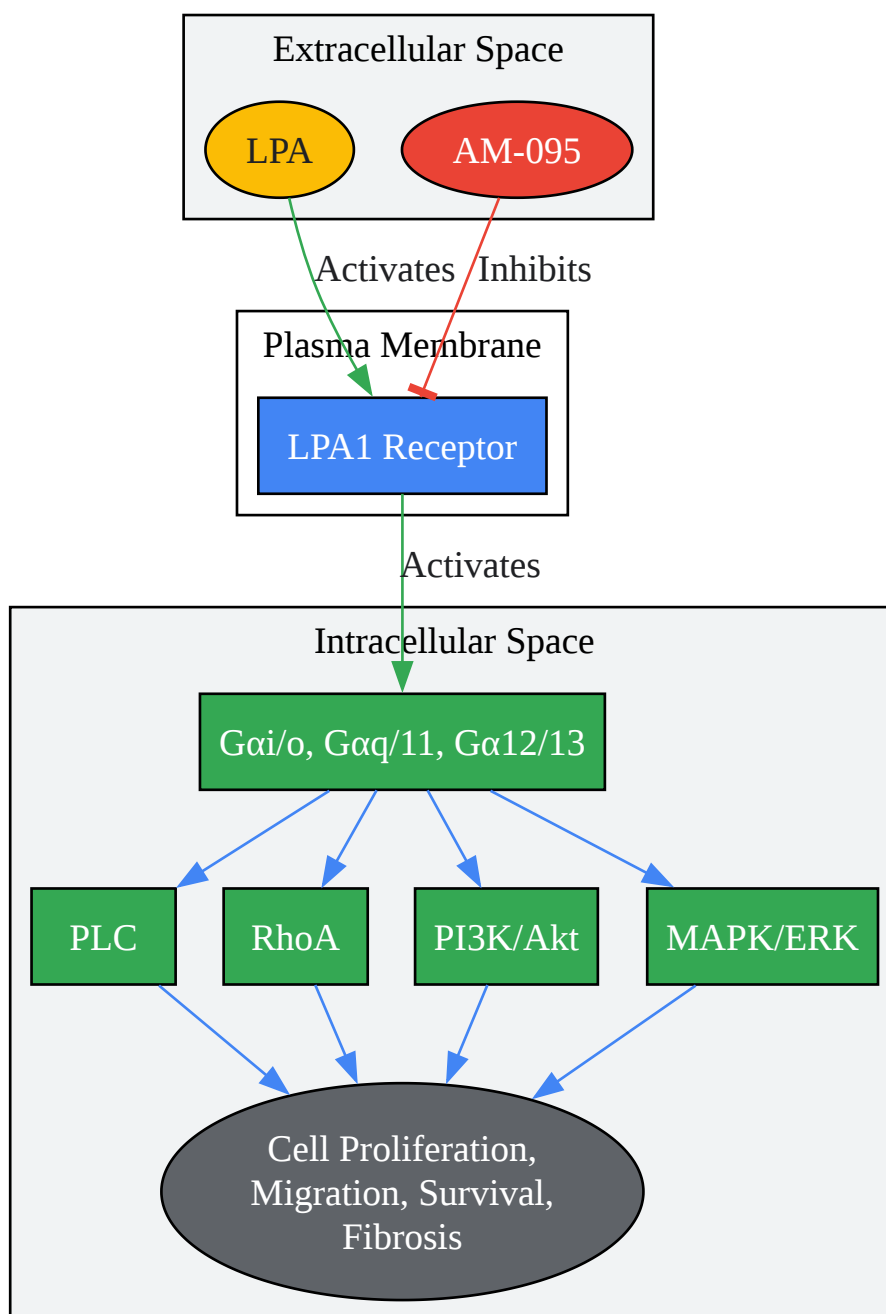 Extracellular Space
LPA
AM-095
Activates
Inhibits
Plasma Membrane
LPA1 Receptor
Activates
Intracellular Space
Gαi/o, Gαq/11, Gα12/13
PLC
RhoA
PI3K/Akt
MAPK/ERK
Cell Proliferation,
Migration, Survival,
Fibrosis